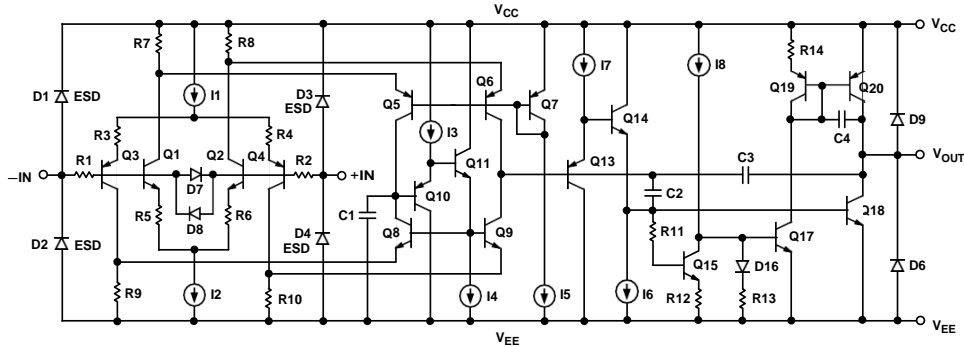 VCC
VCC
R7
R8
R14
I1
I7
I8
Q6
D1
ESD
D3
ESD
Q5
Q7
Q19
Q20
R3
R4
I3
Q14
C4
D9
Q3
Q1
Q2
Q4
R1
R2
Q11
Q13
C3
VOUT
–IN
D7
+IN
Q10
C2
D8
C1
R5
R6
Q8
Q9
R11
Q18
D2
ESD
D4
ESD
Q15
D16
Q17
D6
R9
I2
R10
I4
I5
I6
R12
R13
VEE
VEE